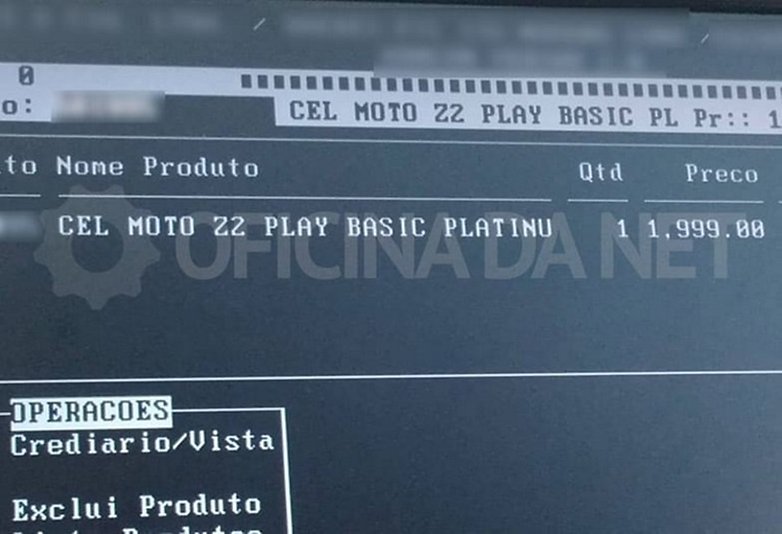 0
o:
CEL MOTO Z2 PLAY BASIC PL Pr:: 1
to Nome Produto Qtd Preco
CEL MOTO Z2 PLAY BASIC PLATINU 1 1,999.00
OFICINA DA NET
OPERACOES
Crediario/Vista
Exclui Produto